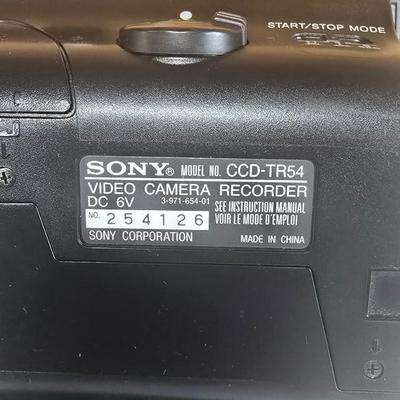 START/STOP MODE
SONY® MODEL NO. CCD-TR54
VIDEO CAMERA RECORDER
DC 6V 3-971-654-01 SEE INSTRUCTION MANUAL
NO. 254126 VOIR LE MODE D'EMPLOI
SONY CORPORATION MADE IN CHINA